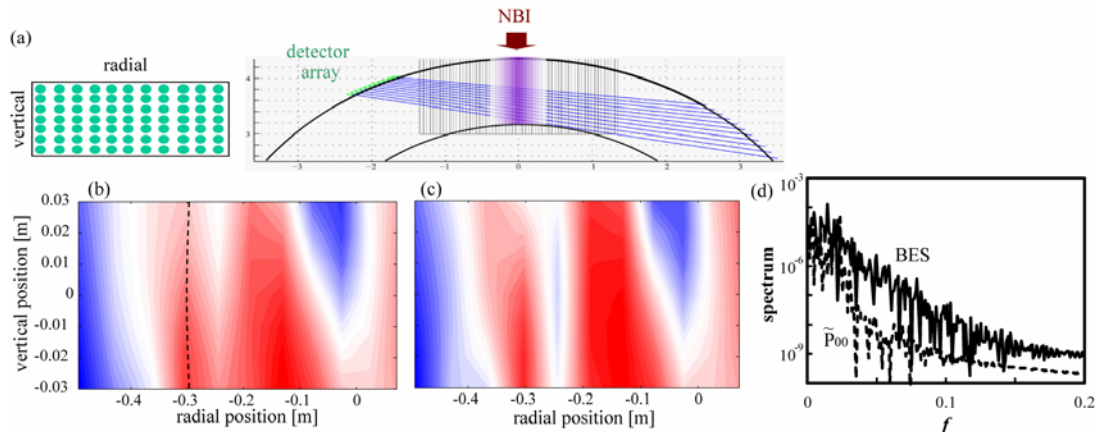 (a)
radial
vertical
NBI
detector
array
4
3
−3 −2 −1 0 1 2 3
(b)
vertical position [m]
0.03
0.02
0.01
0
-0.01
-0.02
-0.03
-0.4 -0.3 -0.2 -0.1 0
radial position [m]
(c)
-0.4 -0.3 -0.2 -0.1 0
radial position [m]
(d)
spectrum
10⁻³
10⁻⁶
10⁻⁹
BES
P̃₀₀
0 0.1 0.2
f